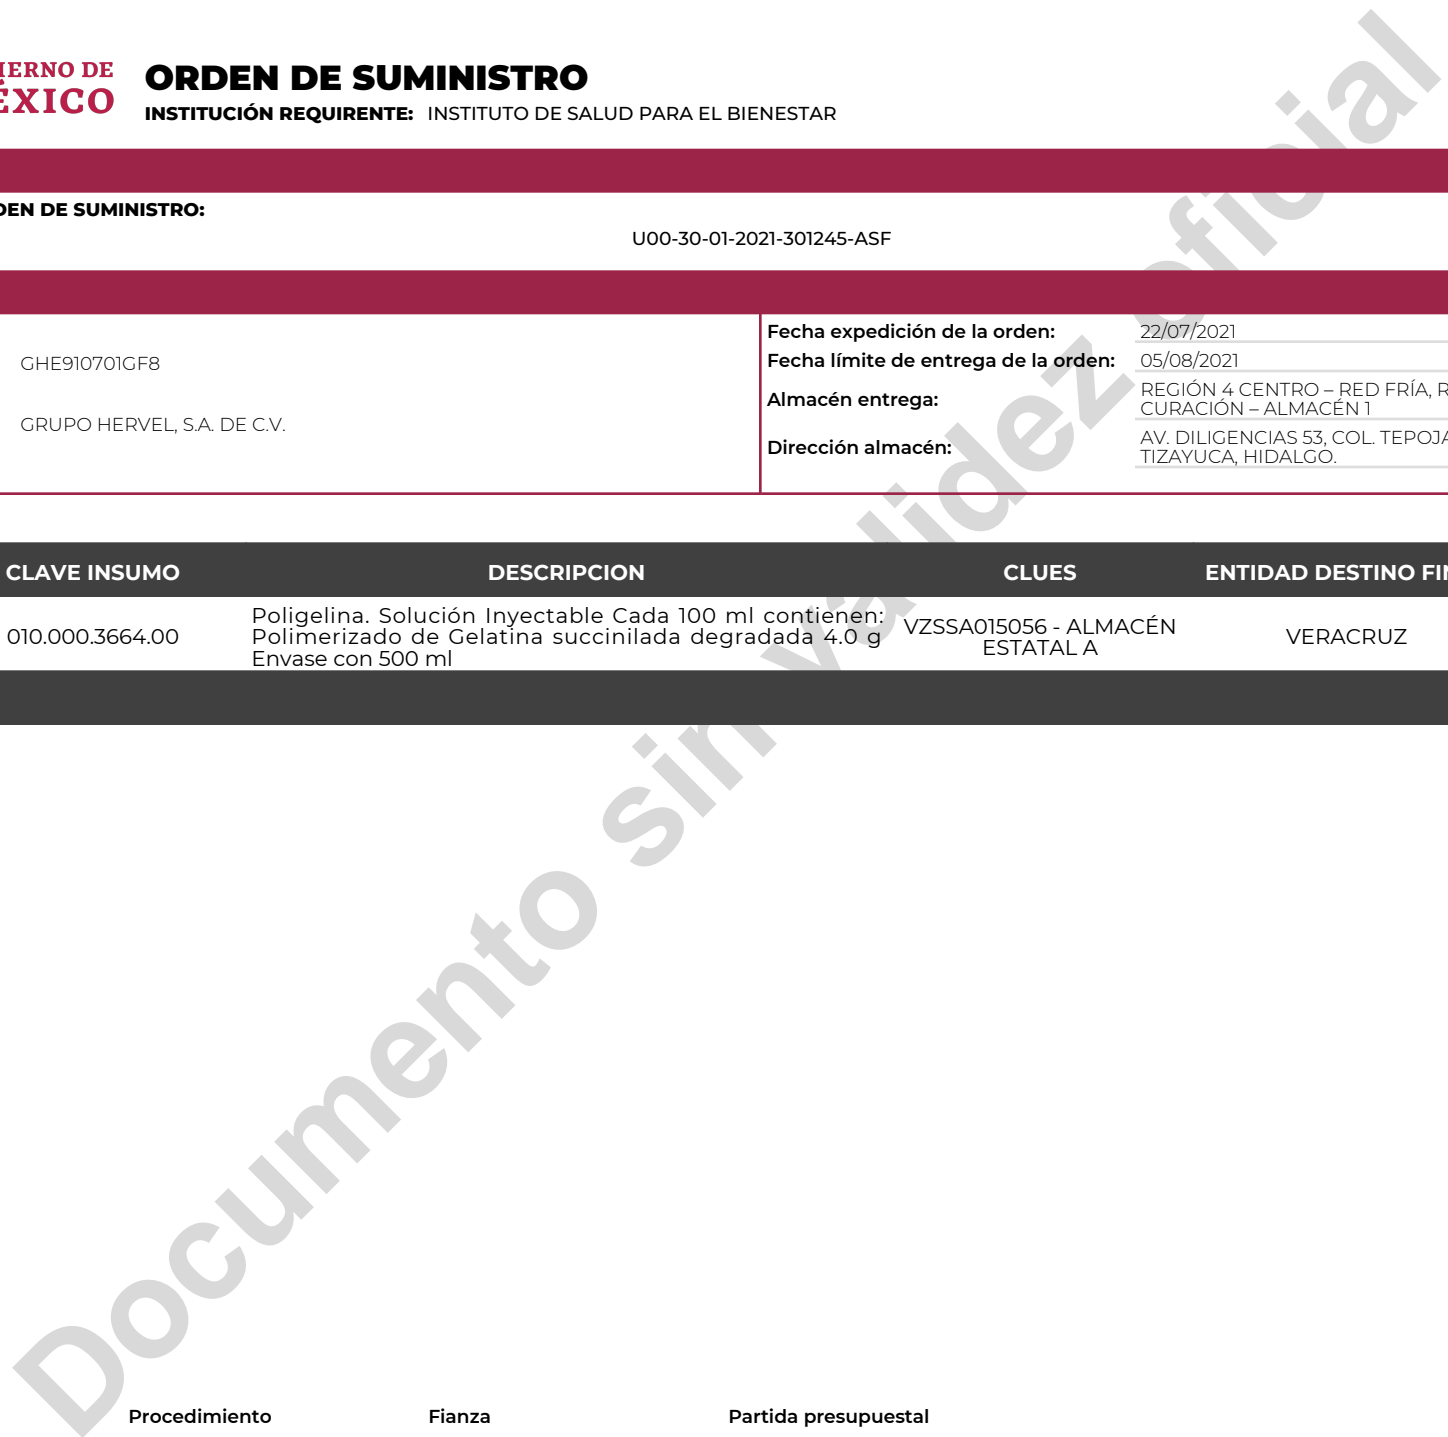 IERNO DE
ÉXICO
ORDEN DE SUMINISTRO
INSTITUCIÓN REQUIRENTE: INSTITUTO DE SALUD PARA EL BIENESTAR
DEN DE SUMINISTRO:
U00-30-01-2021-301245-ASF
GHE910701GF8
GRUPO HERVEL, S.A. DE C.V.
Fecha expedición de la orden: 22/07/2021
Fecha límite de entrega de la orden: 05/08/2021
Almacén entrega: REGIÓN 4 CENTRO – RED FRÍA, R
CURACIÓN – ALMACÉN 1
Dirección almacén: AV. DILIGENCIAS 53, COL. TEPOJA
TIZAYUCA, HIDALGO.
CLAVE INSUMO DESCRIPCION CLUES ENTIDAD DESTINO FIN
010.000.3664.00
Poligelina. Solución Inyectable Cada 100 ml contienen:
Polimerizado de Gelatina succinilada degradada 4.0 g
Envase con 500 ml
VZSSA015056 - ALMACÉN
ESTATAL A
VERACRUZ
Documento sin validez oficial
Procedimiento Fianza Partida presupuestal